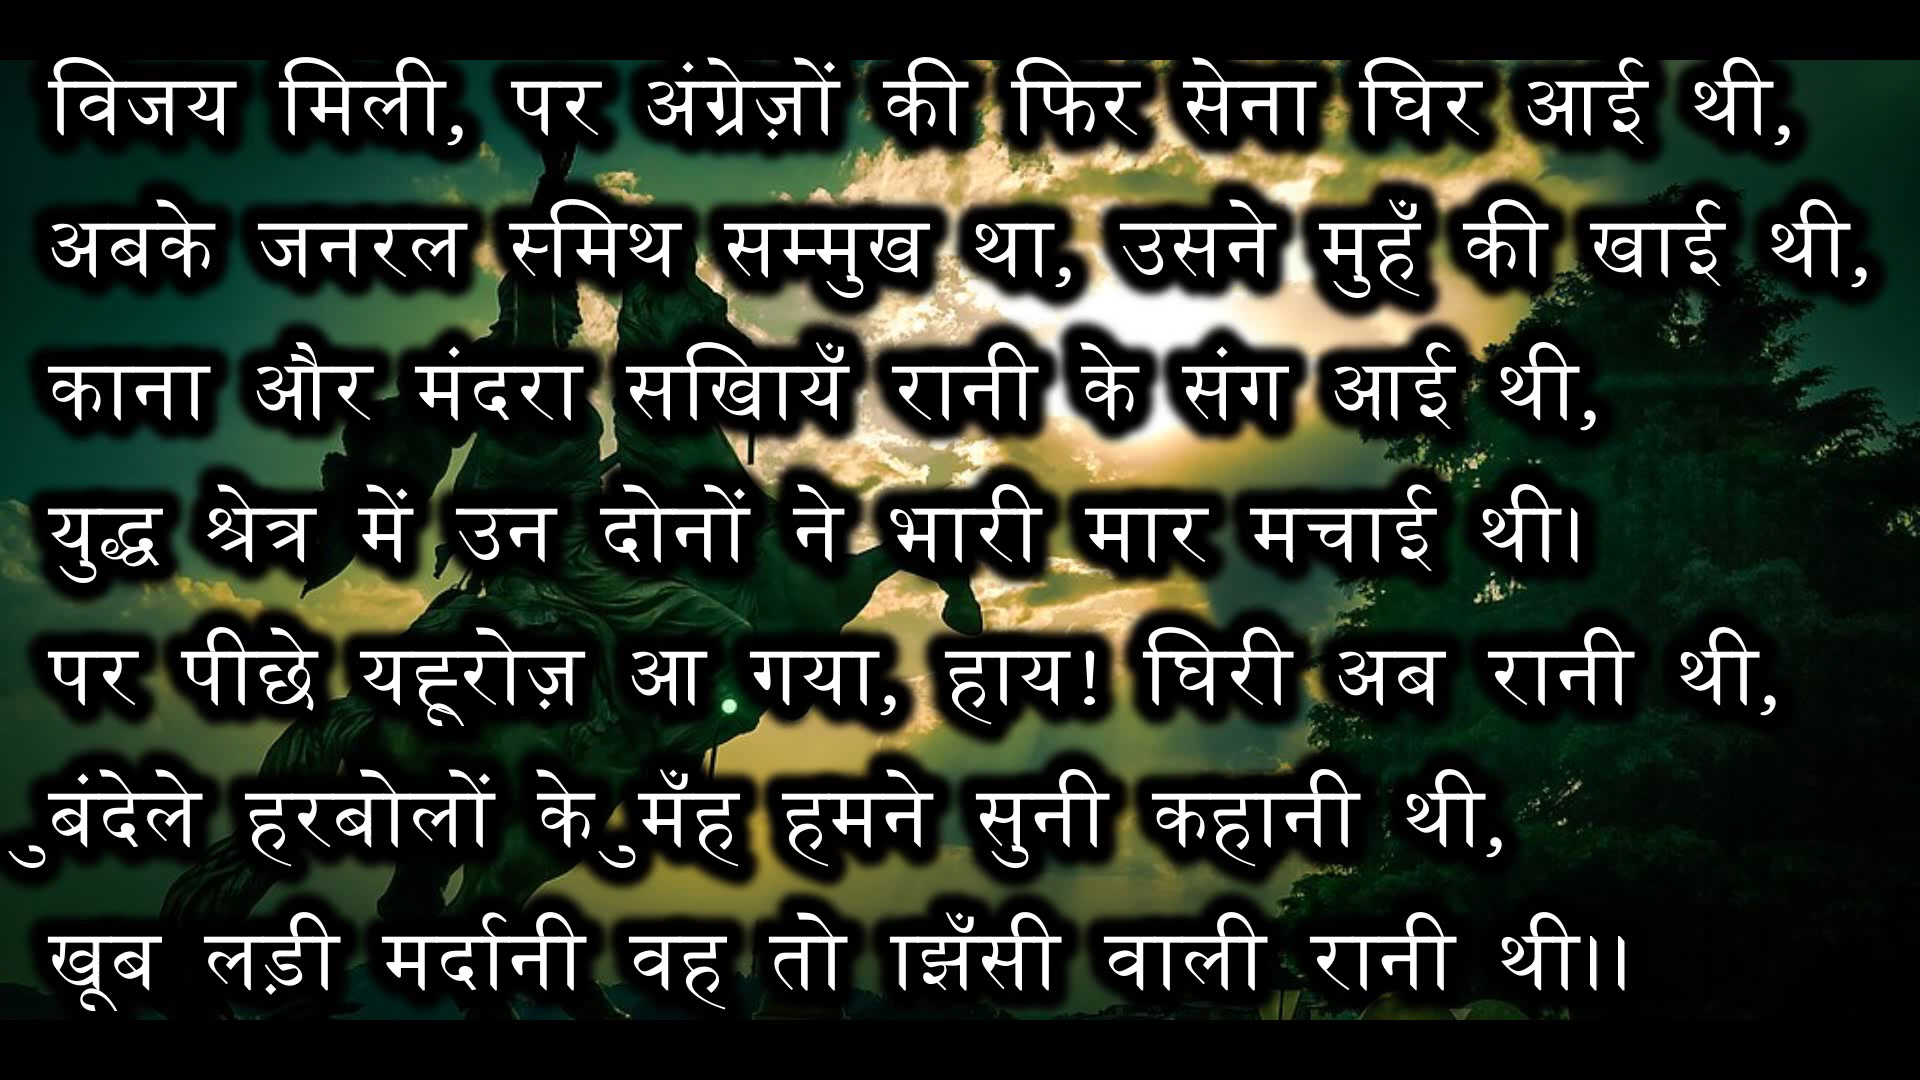 विजय मिली, पर अंग्रेज़ों की फिर सेना घिर आई थी,
अबके जनरल स्मिथ सम्मुख था, उसने मुहँ की खाई थी,
काना और मंदरा सखियाँ रानी के संग आई थी,
युद्ध श्रेत्र में उन दोनों ने भारी मार मचाई थी।
पर पीछे यहूरोज़ आ गया, हाय! घिरी अब रानी थी,
बुंदेले हरबोलों के मुँह हमने सुनी कहानी थी,
खूब लड़ी मर्दानी वह तो झाँसी वाली रानी थी।।